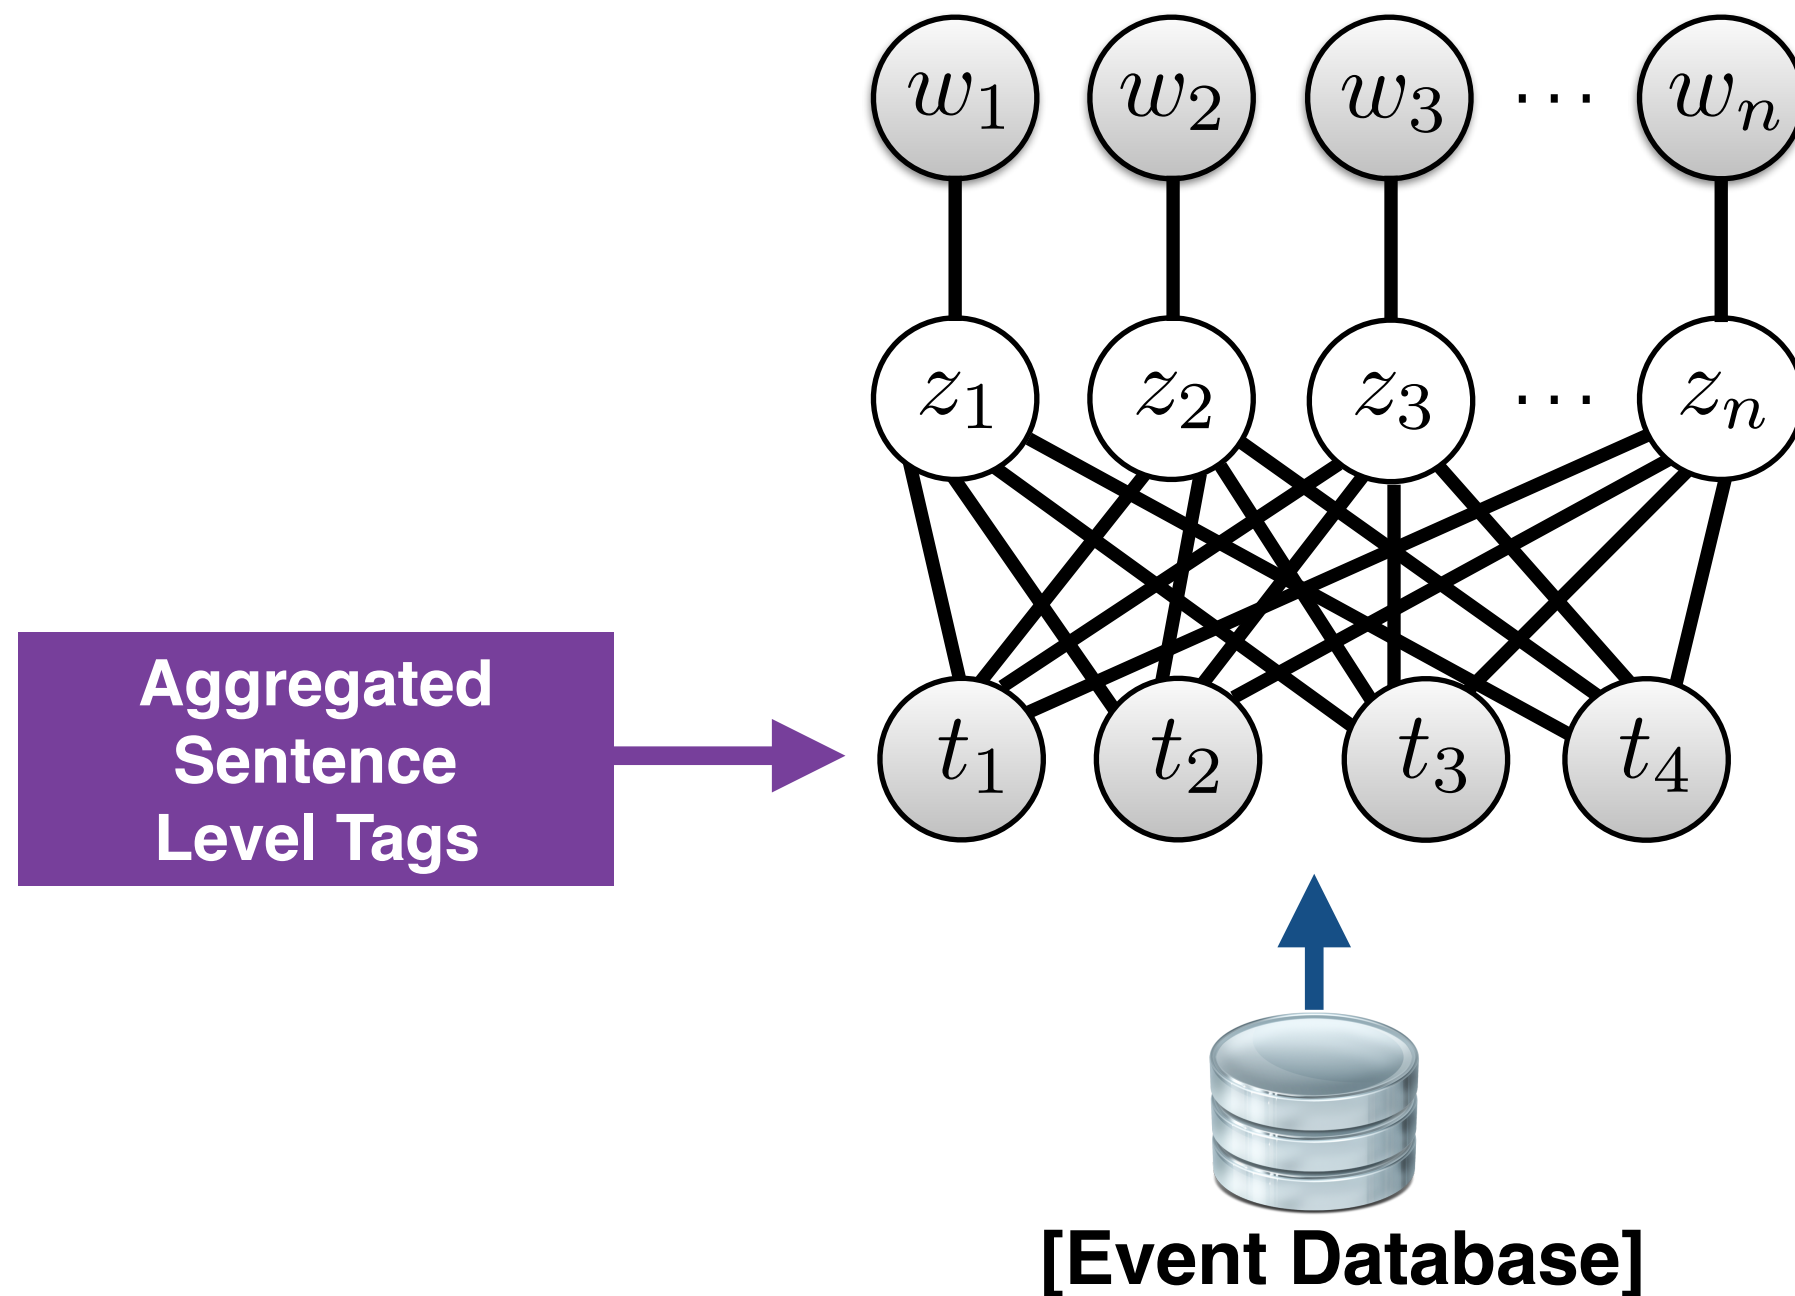 w₁ w₂ w₃ ··· wₙ
z₁ z₂ z₃ ··· zₙ
Aggregated
Sentence
Level Tags
t₁ t₂ t₃ t₄
[Event Database]